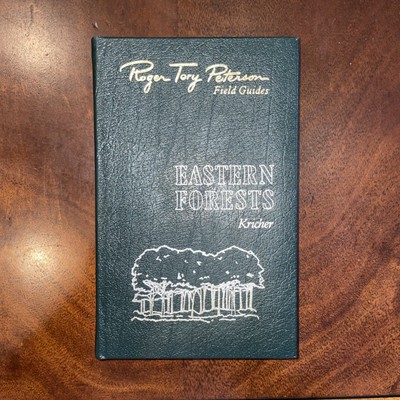 Roger Tory Peterson
Field Guides
EASTERN
FORESTS
Kricher